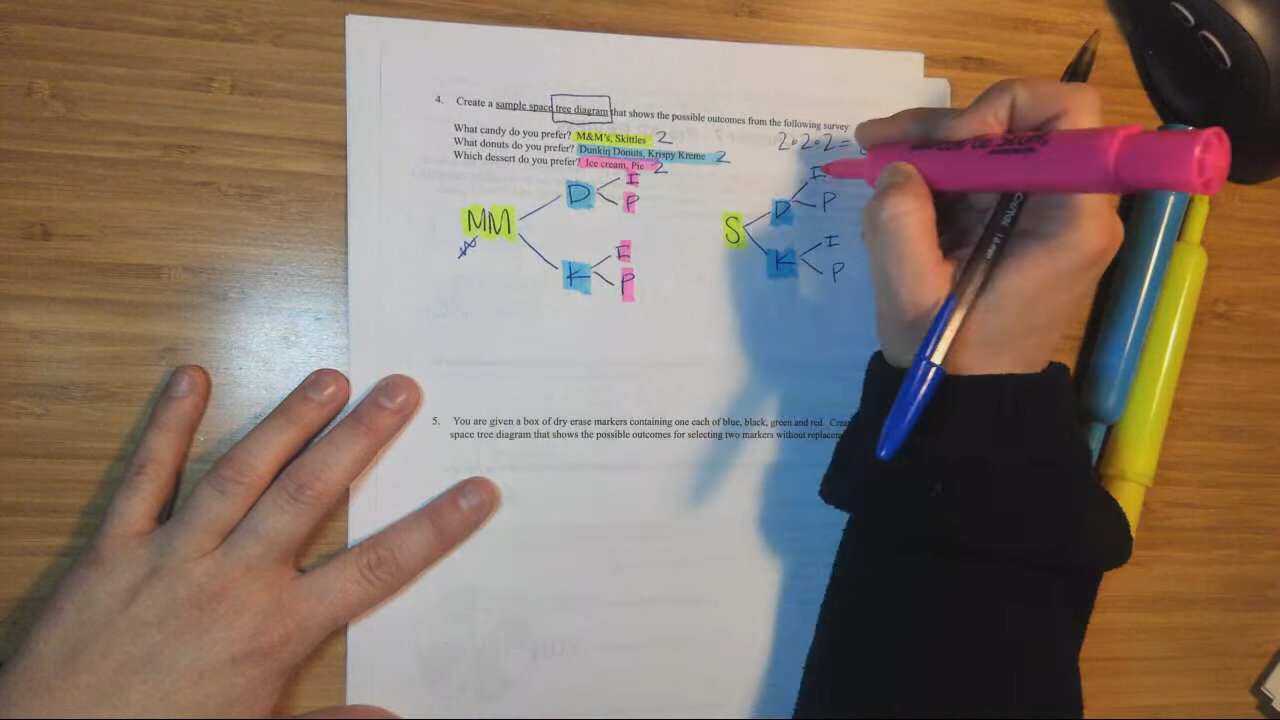 4. Create a sample space tree diagram that shows the possible outcomes from the following survey
What candy do you prefer? M&M's, Skittles 2
What donuts do you prefer? Dunkin Donuts, Krispy Kreme 2
Which dessert do you prefer? Ice cream, Pie 2
2·2·2=
MM
D
I
P
K
I
P
S
D
I
P
K
I
P
5. You are given a box of dry erase markers containing one each of blue, black, green and red.
space tree diagram that shows the possible outcomes for selecting two markers without